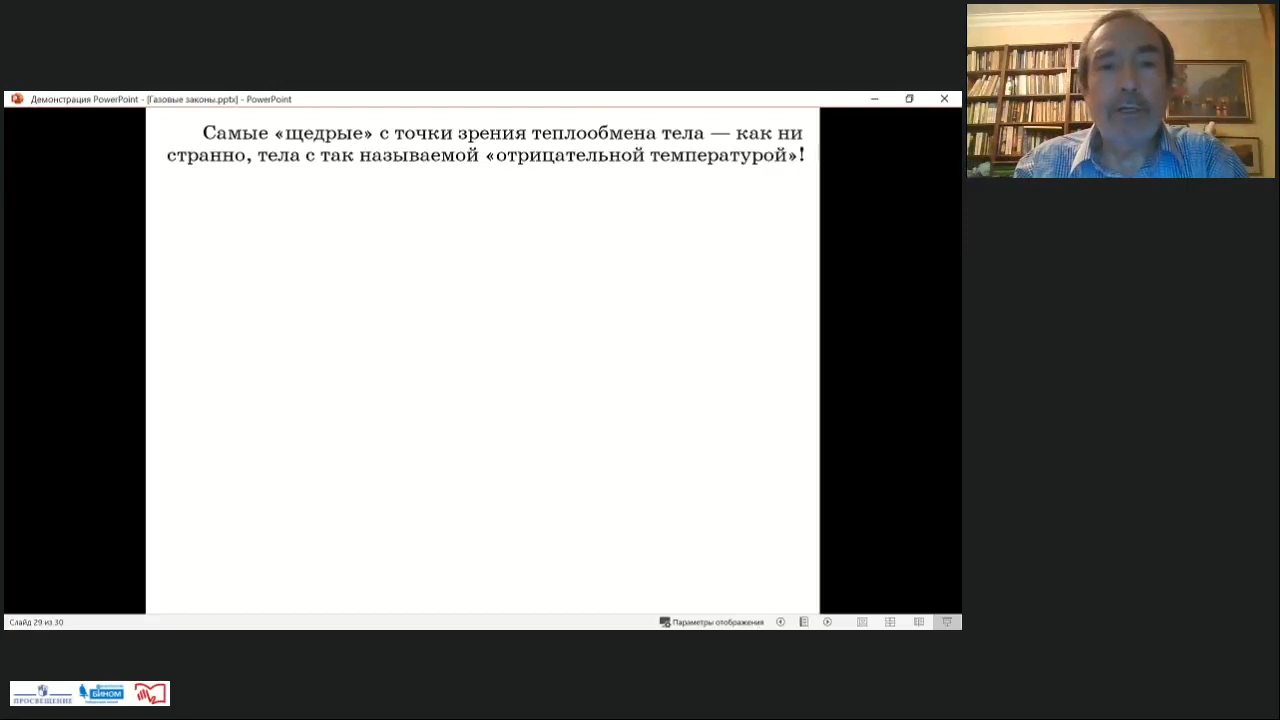 Демонстрация PowerPoint - [Газовые законы.pptx] - PowerPoint
Самые «щедрые» с точки зрения теплообмена тела — как ни
странно, тела с так называемой «отрицательной температурой»!
Слайд 29 из 30
Параметры отображения
ПРОСВЕЩЕНИЕ
БИНОМ